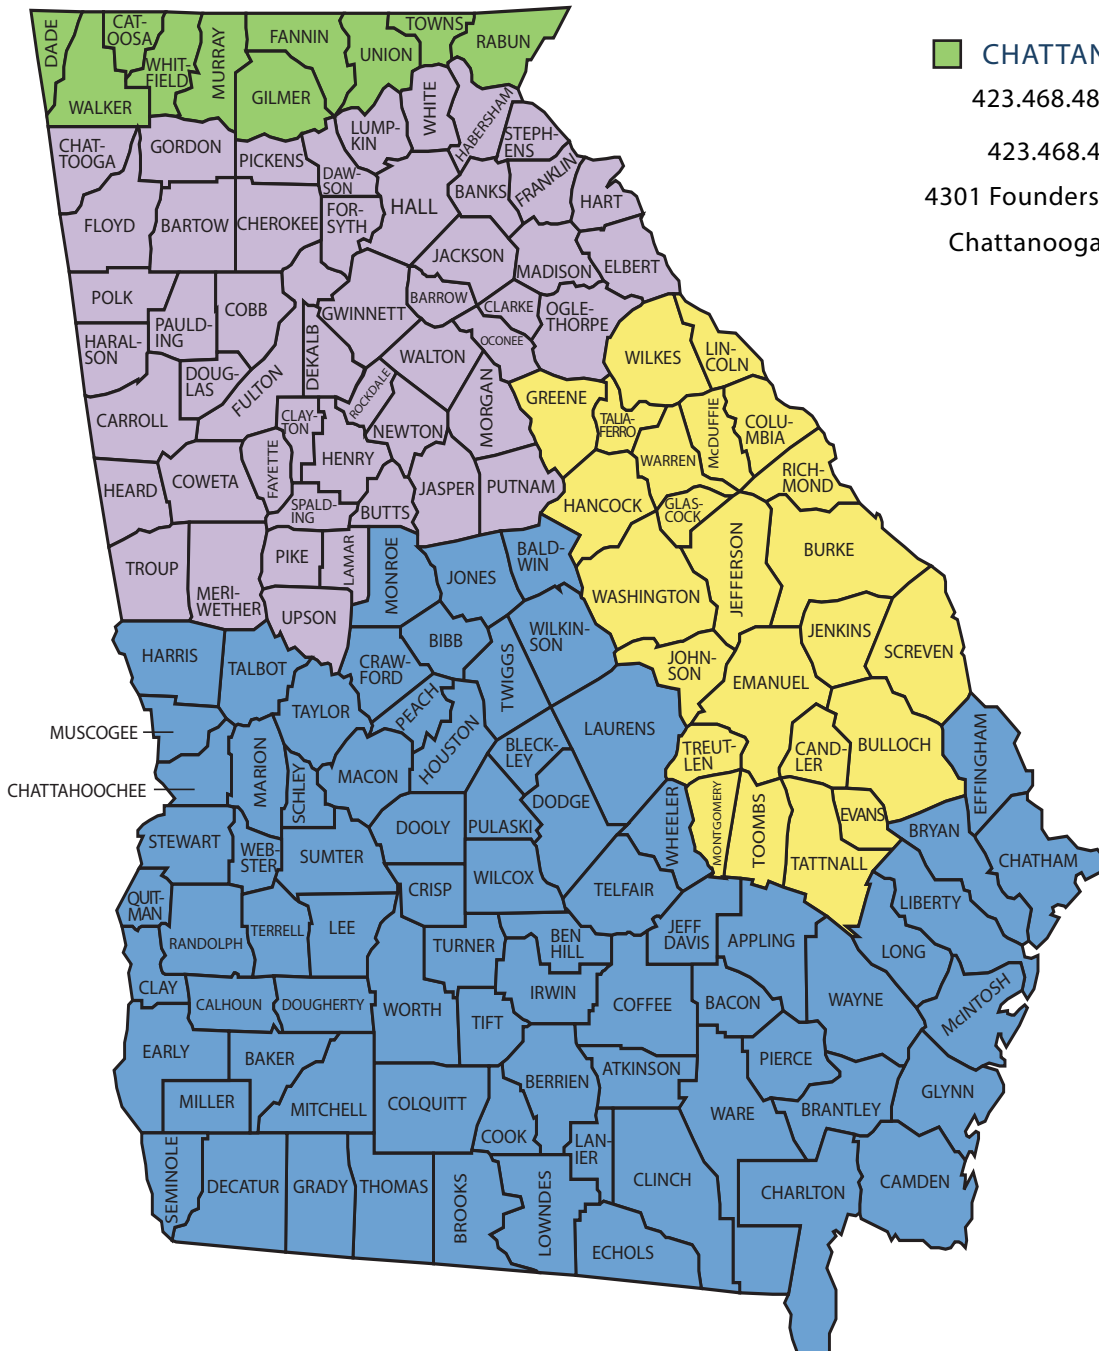 DADE
CAT-
OOSA
WHIT-
FIELD
MURRAY
FANNIN
UNION
TOWNS
RABUN
WALKER
GILMER
CHATTAN
423.468.48
423.468.4
4301 Founders
Chattanooga
CHAT-
TOOGA
GORDON
PICKENS
LUMP-
KIN
WHITE
HABERSHAM
STEPH-
ENS
DAW-
SON
HALL
BANKS
FRANKLIN
HART
FLOYD
BARTOW
CHEROKEE
FOR-
SYTH
JACKSON
MADISON
ELBERT
POLK
PAULD-
ING
COBB
GWINNETT
BARROW
CLARKE
OGLE-
THORPE
OCONEE
HARAL-
SON
DOUG-
LAS
FULTON
DEKALB
ROCKDALE
WALTON
MORGAN
GREENE
WILKES
LIN-
COLN
CARROLL
CLAY-
TON
NEWTON
TALIA-
FERRO
McDUFFIE
COLU-
MBIA
WARREN
RICH-
MOND
HEARD
COWETA
FAYETTE
HENRY
SPALD-
ING
BUTTS
JASPER
PUTNAM
HANCOCK
GLAS-
COCK
TROUP
MERI-
WETHER
PIKE
LAMAR
UPSON
MONROE
JONES
BALD-
WIN
WASHINGTON
JEFFERSON
BURKE
JENKINS
SCREVEN
HARRIS
TALBOT
CRAW-
FORD
BIBB
TWIGGS
WILKIN-
SON
JOHN-
SON
EMANUEL
MUSCOGEE
TAYLOR
PEACH
HOUSTON
BLECK-
LEY
LAURENS
TREUT-
LEN
CAND-
LER
BULLOCH
EFFINGHAM
CHATTAHOOCHEE
MARION
SCHLEY
MACON
DODGE
WHEELER
MONTGOMERY
TOOMBS
TATTNALL
EVANS
BRYAN
CHATHAM
STEWART
WEB-
STER
SUMTER
DOOLY
PULASKI
WILCOX
TELFAIR
LIBERTY
QUIT-
MAN
RANDOLPH
TERRELL
LEE
CRISP
TURNER
BEN
HILL
JEFF
DAVIS
APPLING
LONG
McINTOSH
CLAY
CALHOUN
DOUGHERTY
WORTH
TIFT
IRWIN
COFFEE
BACON
WAYNE
EARLY
BAKER
MILLER
MITCHELL
COLQUITT
COOK
BERRIEN
ATKINSON
PIERCE
WARE
BRANTLEY
GLYNN
SEMINOLE
DECATUR
GRADY
THOMAS
BROOKS
LOWNDES
LAN-
IER
CLINCH
ECHOLS
CHARLTON
CAMDEN